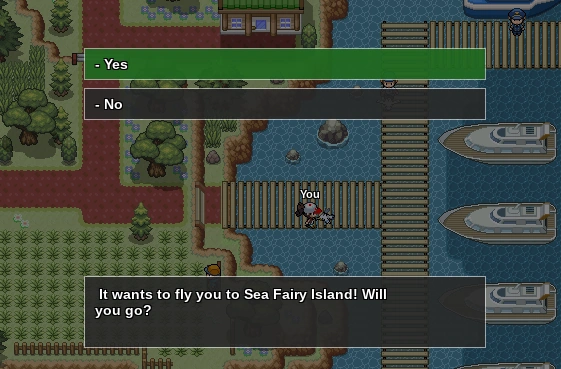 - Yes
- No
You
It wants to fly you to Sea Fairy Island! Will
you go?